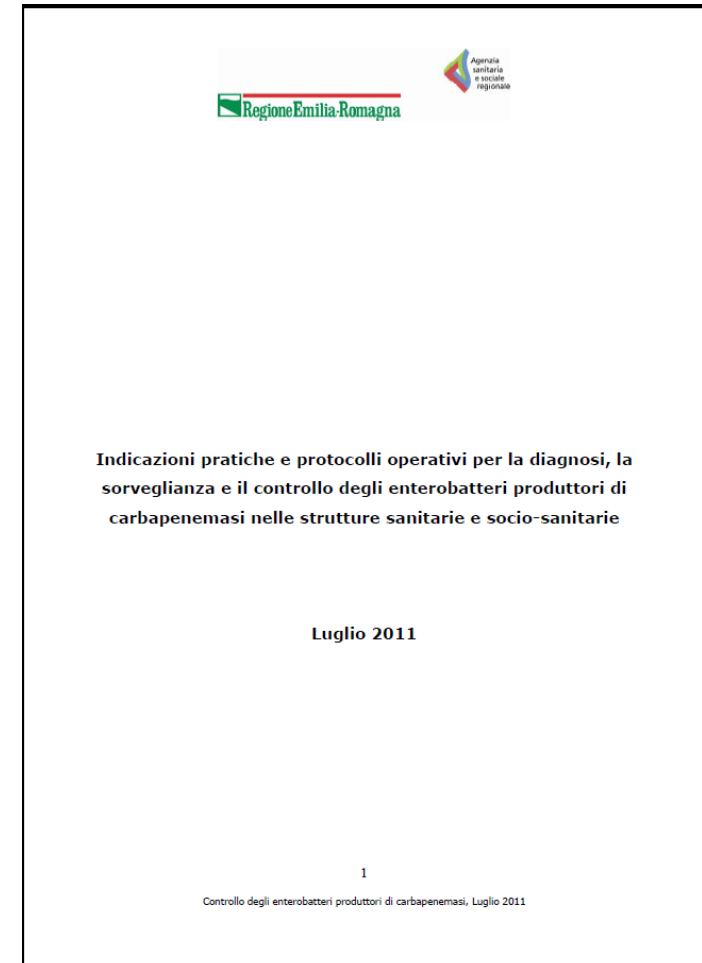 Agenzia
sanitaria
e sociale
regionale
RegioneEmilia-Romagna
Indicazioni pratiche e protocolli operativi per la diagnosi, la
sorveglianza e il controllo degli enterobatteri produttori di
carbapenemasi nelle strutture sanitarie e socio-sanitarie
Luglio 2011
1
Controllo degli enterobatteri produttori di carbapenemasi, Luglio 2011